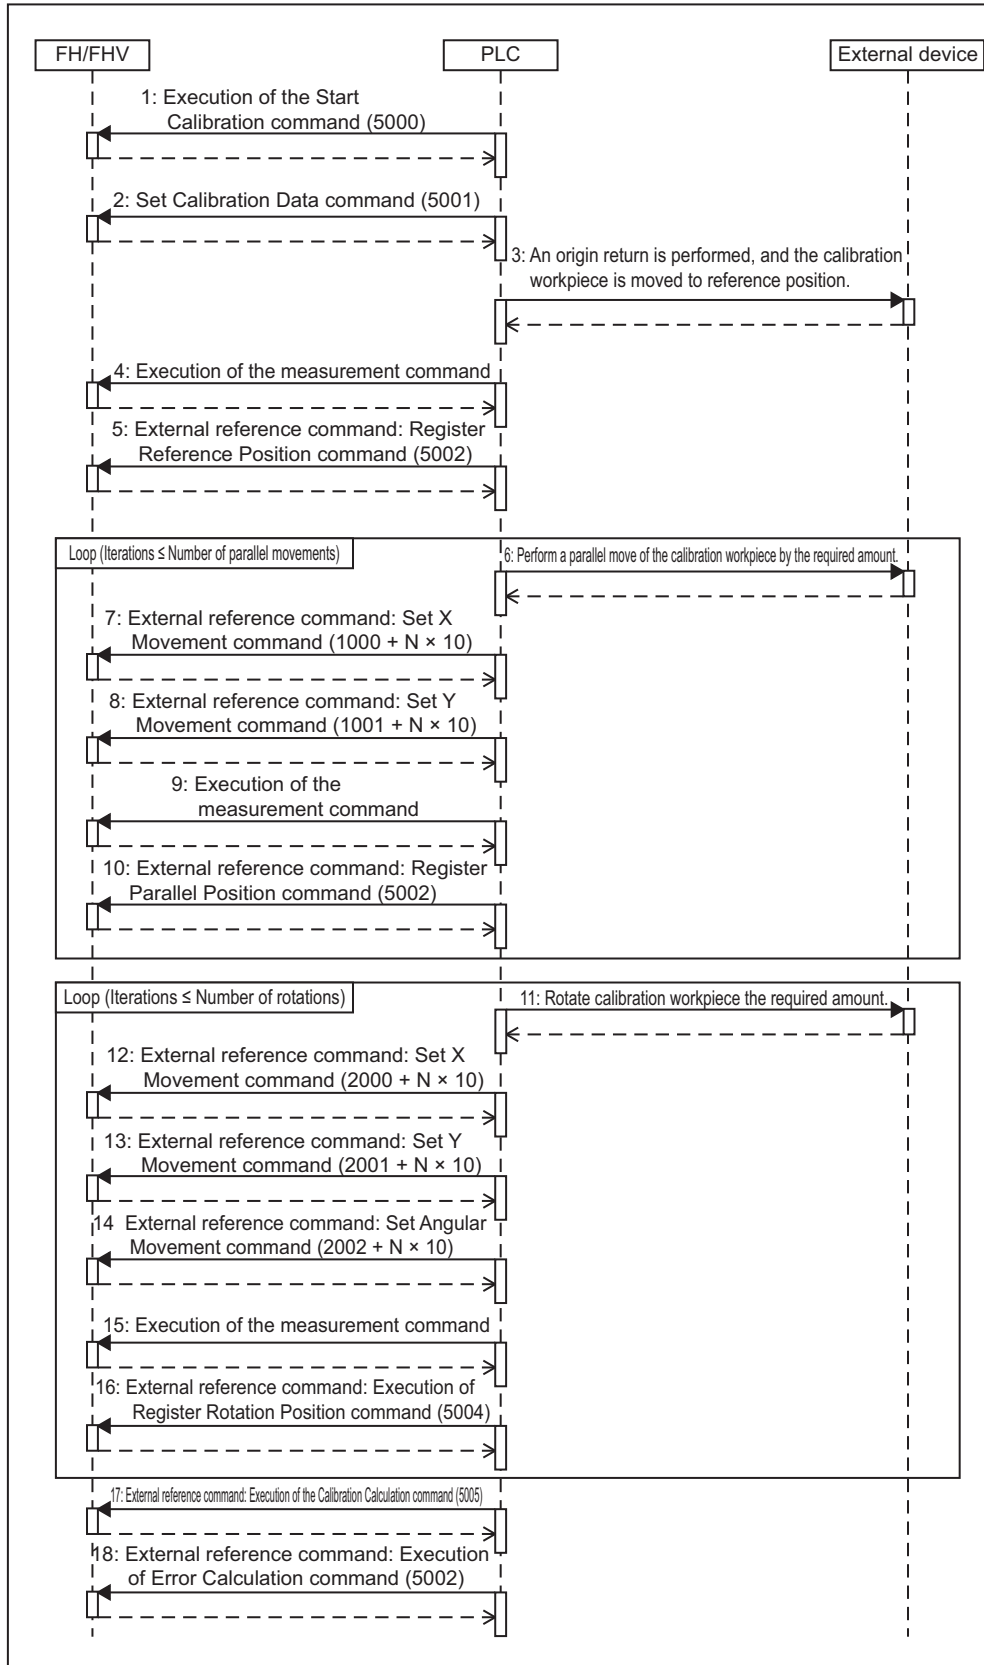 FH/FHV
PLC
External device
1: Execution of the Start
Calibration command (5000)
2: Set Calibration Data command (5001)
3: An origin return is performed, and the calibration
workpiece is moved to reference position.
4: Execution of the measurement command
5: External reference command: Register
Reference Position command (5002)
Loop (Iterations ≤ Number of parallel movements)
6: Perform a parallel move of the calibration workpiece by the required amount.
7: External reference command: Set X
Movement command (1000 + N × 10)
8: External reference command: Set Y
Movement command (1001 + N × 10)
9: Execution of the
measurement command
10: External reference command: Register
Parallel Position command (5002)
Loop (Iterations ≤ Number of rotations)
11: Rotate calibration workpiece the required amount.
12: External reference command: Set X
Movement command (2000 + N × 10)
13: External reference command: Set Y
Movement command (2001 + N × 10)
14 External reference command: Set Angular
Movement command (2002 + N × 10)
15: Execution of the measurement command
16: External reference command: Execution of
Register Rotation Position command (5004)
17: External reference command: Execution of the Calibration Calculation command (5005)
18: External reference command: Execution
of Error Calculation command (5002)